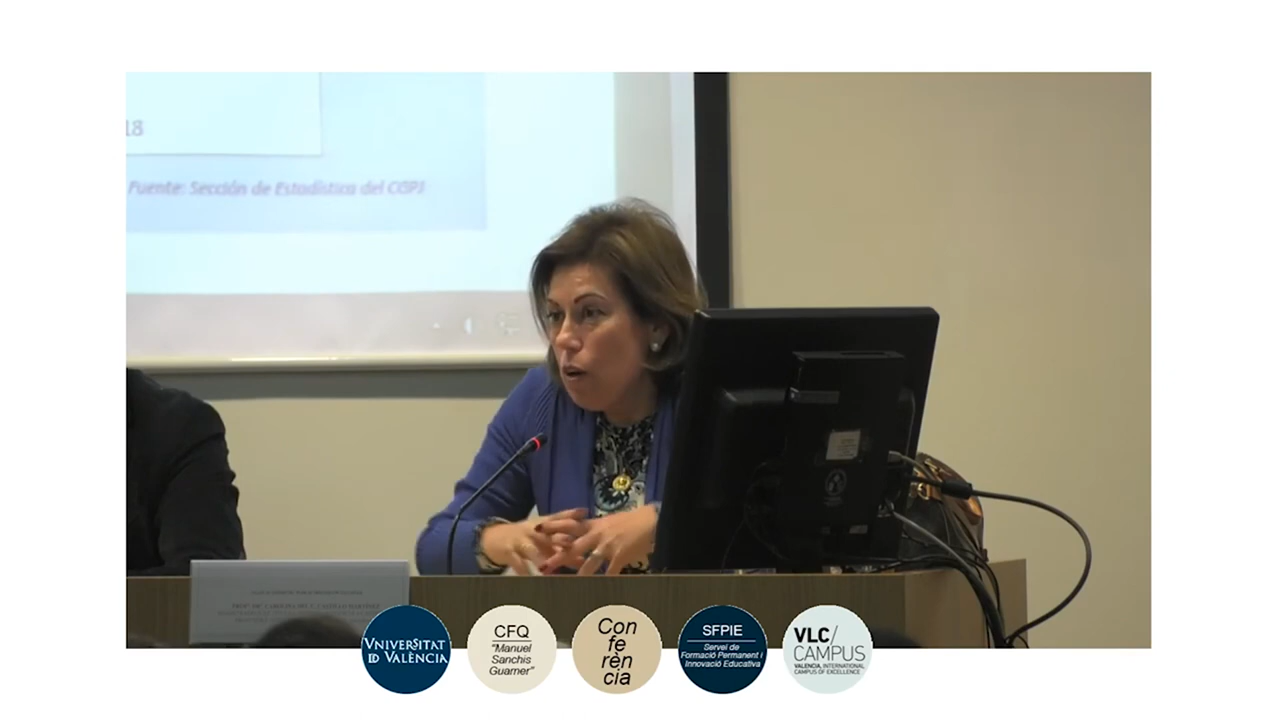 18
Fuente: Sección de Estadística del CGPJ
VNIVERSITAT
ID VALÈNCIA
CFQ
"Manuel
Sanchis
Guarner"
Con
fe
rèn
cia
SFPIE
Servei de
Formació Permanent i
Innovació Educativa
VLC/
CAMPUS
VALENCIA, INTERNATIONAL
CAMPUS OF EXCELLENCE